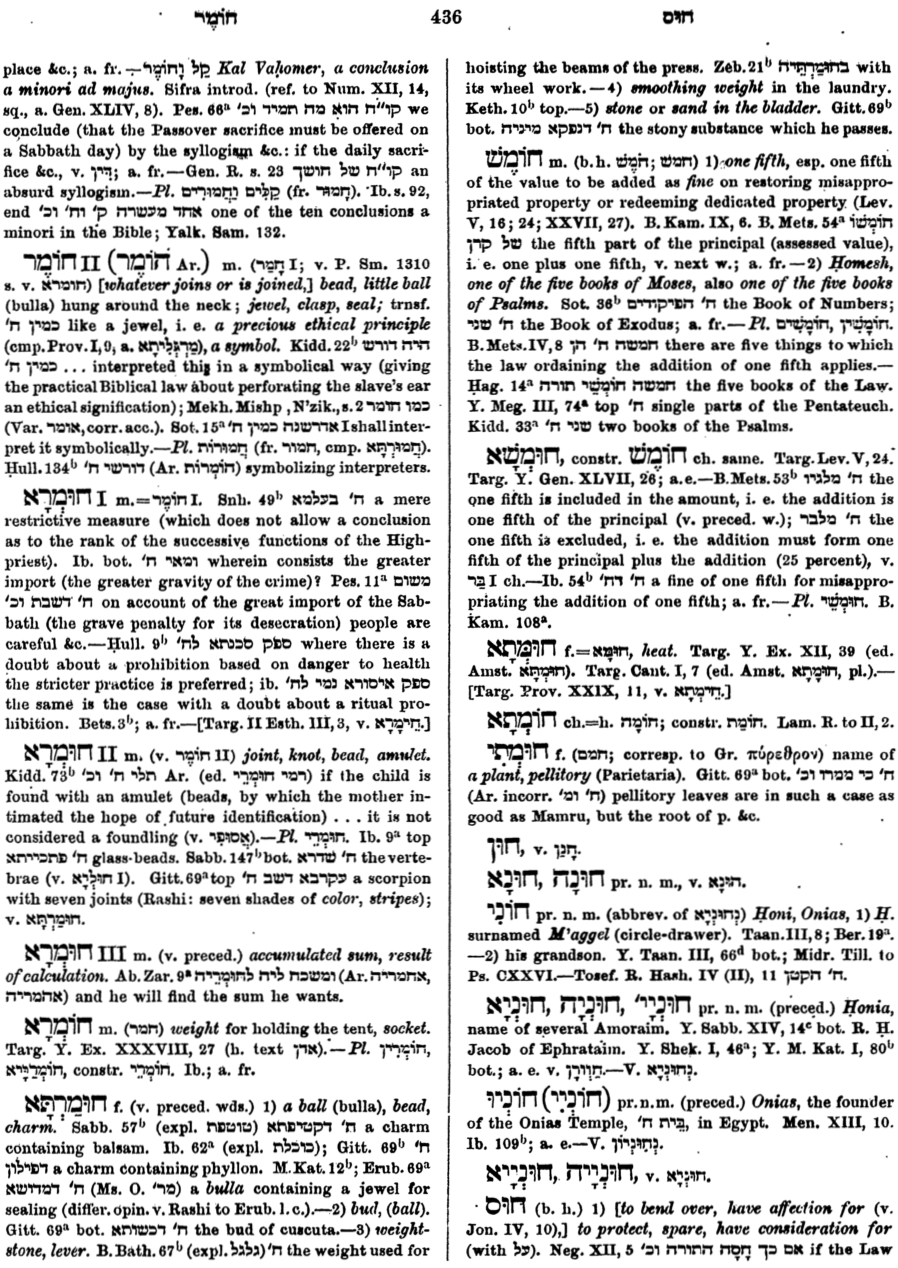 חוֹמֶר 436 חוּס
place &c.; a. fr.—קַל וָחוֹמֶר Kal Vaḥomer, a conclusion
a minori ad majus. Sifra introd. (ref. to Num. XII, 14,
sq., a. Gen. XLIV, 8). Pes. 66ᵃ קו״ח הוא מה תמיד וכ׳ we
conclude (that the Passover sacrifice must be offered on
a Sabbath day) by the syllogism &c.: if the daily sacri-
fice &c., v. דִּין; a. fr.—Gen. R. s. 23 קו״ח של חושך an
absurd syllogism.—Pl. קַלִּים וַחֲמוּרִים (fr. חָמוּר). Ib. s. 92,
end אחד מעשרה ק׳ וח׳ וכ׳ one of the ten conclusions a
minori in the Bible; Yalk. Sam. 132.
חוֹמֶר II (חוֹמֶר Ar.) m. (חָמַר I; v. P. Sm. 1310
s. v. חומרא) [whatever joins or is joined,] bead, little ball
(bulla) hung around the neck; jewel, clasp, seal; trnsf.
כמין ח׳ like a jewel, i. e. a precious ethical principle
(cmp. Prov. I, 9, a. מַרְגָּלִיתָא), a symbol. Kidd. 22ᵇ היה דורש
כמין ח׳ . . . interpreted this in a symbolical way (giving
the practical Biblical law about perforating the slave's ear
an ethical signification); Mekh. Mishp, N'zik., s. 2 כמו חומר
(Var. אומר, corr. acc.). Sot. 15ᵃ אדרשנה כמין ח׳ I shall inter-
pret it symbolically.—Pl. חֲמוּרוֹת (fr. חמור, cmp. חֲמוּרְתָּא).
Ḥull. 134ᵇ דורשי ח׳ (Ar. חוֹמְרוֹת) symbolizing interpreters.
חוּמְרָא I m.=חוֹמֶר I. Snh. 49ᵇ ח׳ בעלמא a mere
restrictive measure (which does not allow a conclusion
as to the rank of the successive functions of the High-
priest). Ib. bot. ומאי ח׳ wherein consists the greater
import (the greater gravity of the crime)? Pes. 11ᵃ משום
ח׳ דשבת וכ׳ on account of the great import of the Sab-
bath (the grave penalty for its desecration) people are
careful &c.—Ḥull. 9ᵇ ספק סכנתא לח׳ where there is a
doubt about a prohibition based on danger to health
the stricter practice is preferred; ib. ספק איסורא נמי לח׳
the same is the case with a doubt about a ritual pro-
hibition. Bets. 3ᵇ; a. fr.—[Targ. II Esth. III, 3, v. חֵימָרָא.]
חוּמְרָא II m. (v. חוֹמֶר II) joint, knot, bead, amulet.
Kidd. 73ᵇ תלי ח׳ וכ׳ Ar. (ed. רמי חוּמְרֵי) if the child is
found with an amulet (beads, by which the mother in-
timated the hope of future identification) . . . it is not
considered a foundling (v. אֲסוּפִי).—Pl. חוּמְרֵי. Ib. 9ᵃ top
ח׳ פתכייתא glass-beads. Sabb. 147ᵇ bot. ח׳ שדרא the verte-
brae (v. חוּלְיָא I). Gitt. 69ᵃ top עקרבא דשב ח׳ a scorpion
with seven joints (Rashi: seven shades of color, stripes);
v. חוּמַרְתָּא.
חוּמְרָא III m. (v. preced.) accumulated sum, result
of calculation. Ab. Zar. 9ᵃ ומשכח ליה לחוּמְרֵיה (Ar. אחמריה,
אהמריה) and he will find the sum he wants.
חוֹמְרָא m. (חמר) weight for holding the tent, socket.
Targ. Y. Ex. XXXVIII, 27 (h. text אדן).—Pl. חוֹמְרִין,
חוֹמְרַיָּא, constr. חוֹמְרֵי. Ib.; a. fr.
חוּמַרְתָּא f. (v. preced. wds.) 1) a ball (bulla), bead,
charm. Sabb. 57ᵇ (expl. טוטפת) ח׳ דקטיפתא a charm
containing balsam. Ib. 62ᵃ (expl. כובלת); Gitt. 69ᵇ ח׳
דפילון a charm containing phyllon. M. Kat. 12ᵇ; Erub. 69ᵃ
ח׳ דמדושא (Ms. O. מר׳) a bulla containing a jewel for
sealing (differ. opin. v. Rashi to Erub. l. c.).—2) bud, (ball).
Gitt. 69ᵃ bot. ח׳ דכשותא the bud of cuscuta.—3) weight-
stone, lever. B. Bath. 67ᵇ (expl. גלגל) ח׳ the weight used for
hoisting the beams of the press. Zeb. 21ᵇ בחוּמַרְתֵּיה with
its wheel work.—4) smoothing weight in the laundry.
Keth. 10ᵇ top.—5) stone or sand in the bladder. Gitt. 69ᵇ
bot. ח׳ דנפקא מיניה the stony substance which he passes.
חוֹמֶשׁ m. (b. h. חֹמֶשׁ; חמש) 1) one fifth, esp. one fifth
of the value to be added as fine on restoring misappro-
priated property or redeeming dedicated property (Lev.
V, 16; 24; XXVII, 27). B. Kam. IX, 6. B. Mets. 54ᵃ חוֹמְשׁוֹ
של קרן the fifth part of the principal (assessed value),
i. e. one plus one fifth, v. next w.; a. fr.—2) Ḥomesh,
one of the five books of Moses, also one of the five books
of Psalms. Sot. 36ᵇ ח׳ הפיקודים the Book of Numbers;
ח׳ שני the Book of Exodus; a. fr.—Pl. חוֹמְשִׁין, חוֹמָשִׁים.
B. Mets. IV, 8 חמשה ח׳ הן there are five things to which
the law ordaining the addition of one fifth applies.—
Hag. 14ᵃ חמשה חוֹמְשֵׁי תורה the five books of the Law.
Y. Meg. III, 74ᵃ top ח׳ single parts of the Pentateuch.
Kidd. 33ᵃ שני ח׳ two books of the Psalms.
חוּמְשָׁא, constr. חוֹמֶשׁ ch. same. Targ. Lev. V, 24.
Targ. Y. Gen. XLVII, 26; a. e.—B. Mets. 53ᵇ ח׳ מלגיו the
one fifth is included in the amount, i. e. the addition is
one fifth of the principal (v. preced. w.); ח׳ מלבר the
one fifth is excluded, i. e. the addition must form one
fifth of the principal plus the addition (25 percent), v.
בַּר I ch.—Ib. 54ᵇ ח׳ דח׳ a fine of one fifth for misappro-
priating the addition of one fifth; a. fr.—Pl. חוּמְשֵׁי. B.
Kam. 108ᵃ.
חוּמְתָא f.=חוּמָא, heat. Targ. Y. Ex. XII, 39 (ed.
Amst. חוּמְּתָא). Targ. Cant. I, 7 (ed. Amst. חוּמָתָא, pl.).—
[Targ. Prov. XXIX, 11, v. חֵימְתָא.]
חוֹמְתָא ch.=h. חוֹמָה; constr. חוֹמַת. Lam. R. to II, 2.
חוּמְתִי f. (חמם; corresp. to Gr. πύρεθρον) name of
a plant, pellitory (Parietaria). Gitt. 69ᵃ bot. ח׳ כי ממרו וכ׳
(Ar. incorr. ח׳ ומ׳) pellitory leaves are in such a case as
good as Mamru, but the root of p. &c.
חוּן, v. חָנַן.
חוּנָה, חוּנָא pr. n. m., v. הוּנָא.
חוֹנִי pr. n. m. (abbrev. of נְחוּנְיָא) Ḥoni, Onias, 1) Ḥ.
surnamed M'aggel (circle-drawer). Taan. III, 8; Ber. 19ᵃ.
—2) his grandson. Y. Taan. III, 66ᵈ bot.; Midr. Till. to
Ps. CXXVI.—Tosef. R. Hash. IV (II), 11 ח׳ הקטן.
חוּנְיָיי, חוּנְיָה, חוּנְיָא pr. n. m. (preced.) Ḥonia,
name of several Amoraim. Y. Sabb. XIV, 14ᶜ bot. R. Ḥ.
Jacob of Ephrataim. Y. Shek. I, 46ᵃ; Y. M. Kat. I, 80ᵇ
bot.; a. e. v. חַוְורָן.—V. נְחוּנְיָא.
חוֹנְיוֹ (חוֹנְיָי) pr. n. m. (preced.) Onias, the founder
of the Onias Temple, בֵּית ח׳, in Egypt. Men. XIII, 10.
Ib. 109ᵇ; a. e.—V. נְחוּנְיוֹן.
חוּנְיָיה, חוּנְיָיא, v. חוּנְיָא.
חוּס (b. h.) 1) [to bend over, have affection for (v.
Jon. IV, 10),] to protect, spare, have consideration for
(with על). Neg. XII, 5 אם כך חָסָה התורה וכ׳ if the Law